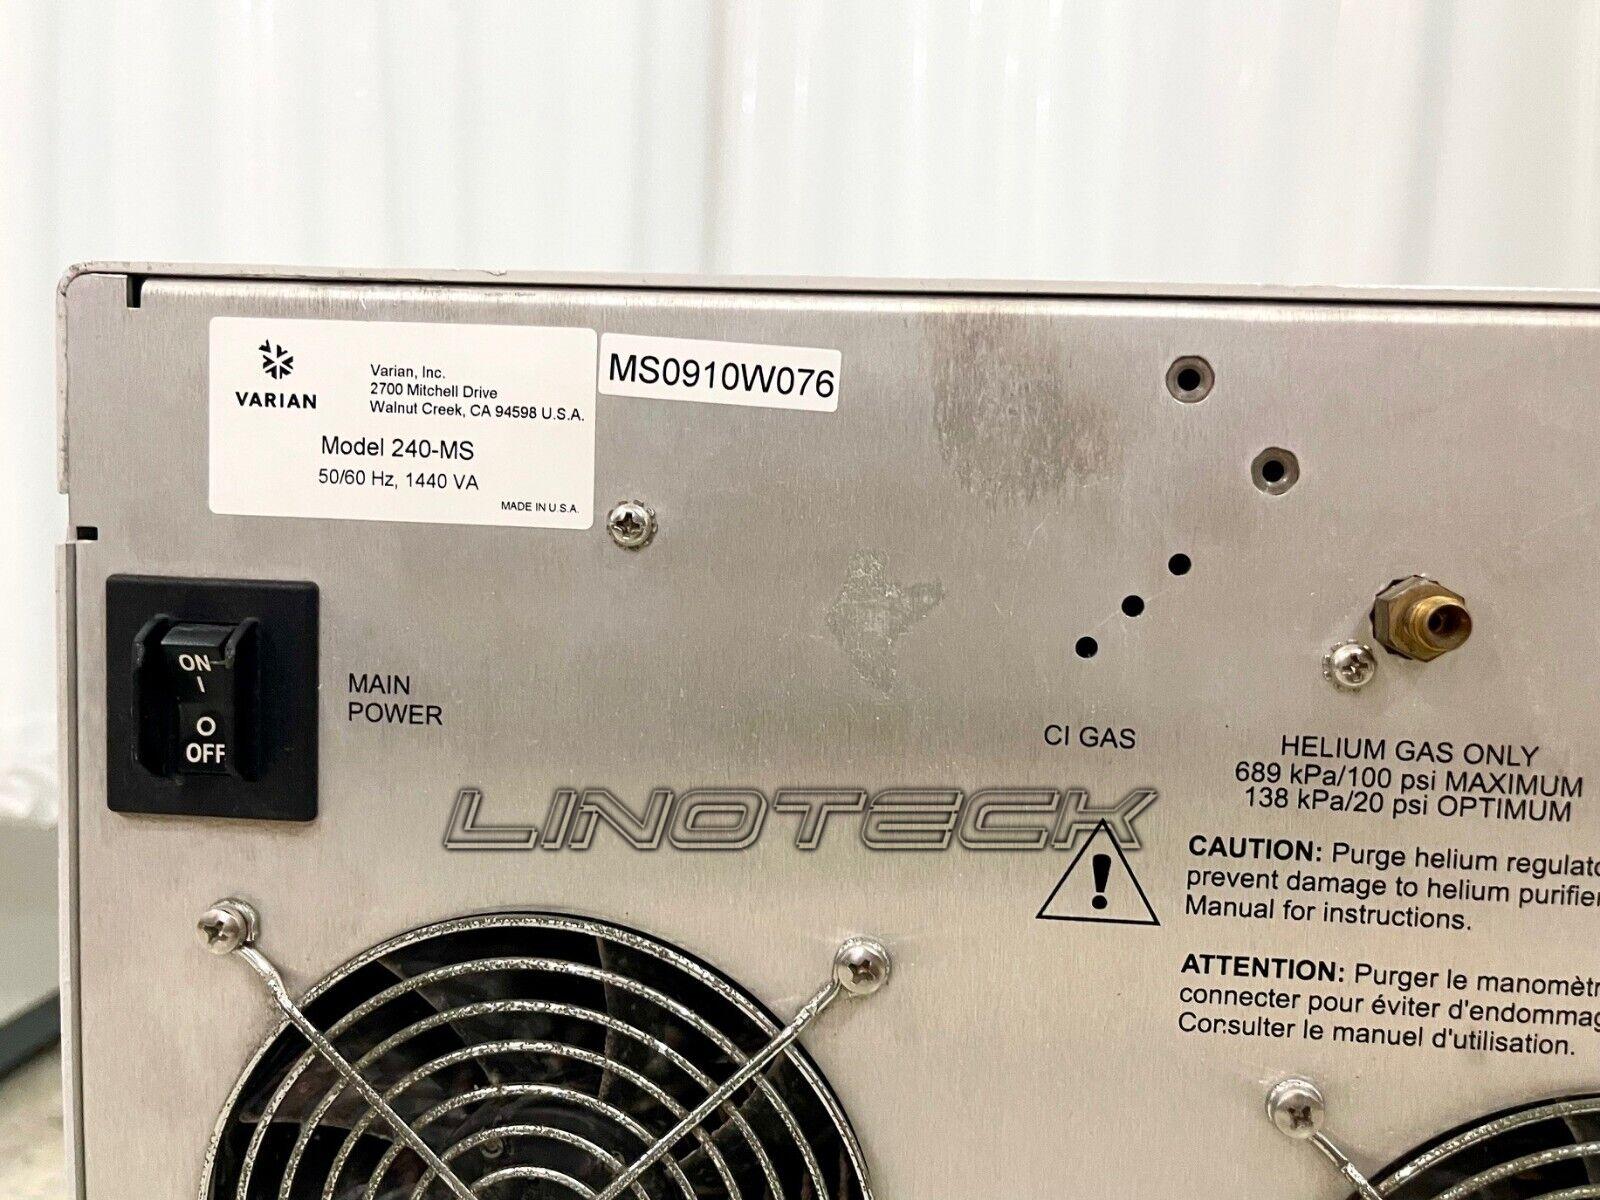 VARIAN
Varian, Inc.
2700 Mitchell Drive
Walnut Creek, CA 94598 U.S.A.
Model 240-MS
50/60 Hz, 1440 VA
MADE IN U.S.A.
MS0910W076
ON
I
O
OFF
MAIN
POWER
CI GAS
HELIUM GAS ONLY
689 kPa/100 psi MAXIMUM
138 kPa/20 psi OPTIMUM
LINOTECK
!
CAUTION: Purge helium regulato
prevent damage to helium purifier
Manual for instructions.
ATTENTION: Purger le manomètr
connecter pour éviter d'endommag
Consulter le manuel d'utilisation.